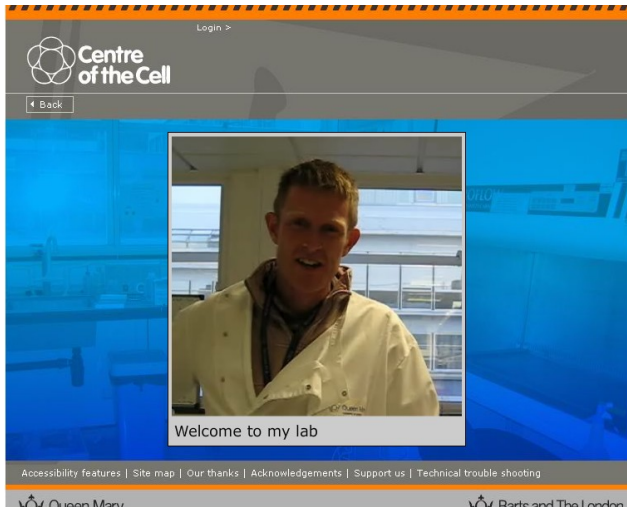 Login >
Centre
of the Cell
Back
Welcome to my lab
Accessibility features | Site map | Our thanks | Acknowledgements | Support us | Technical trouble shooting
Queen Mary
Barts and The London